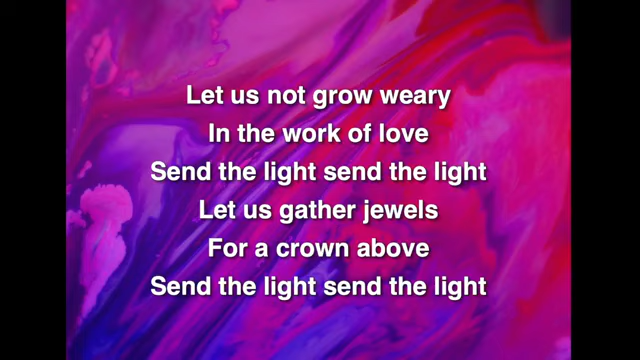 Let us not grow weary
In the work of love
Send the light send the light
Let us gather jewels
For a crown above
Send the light send the light